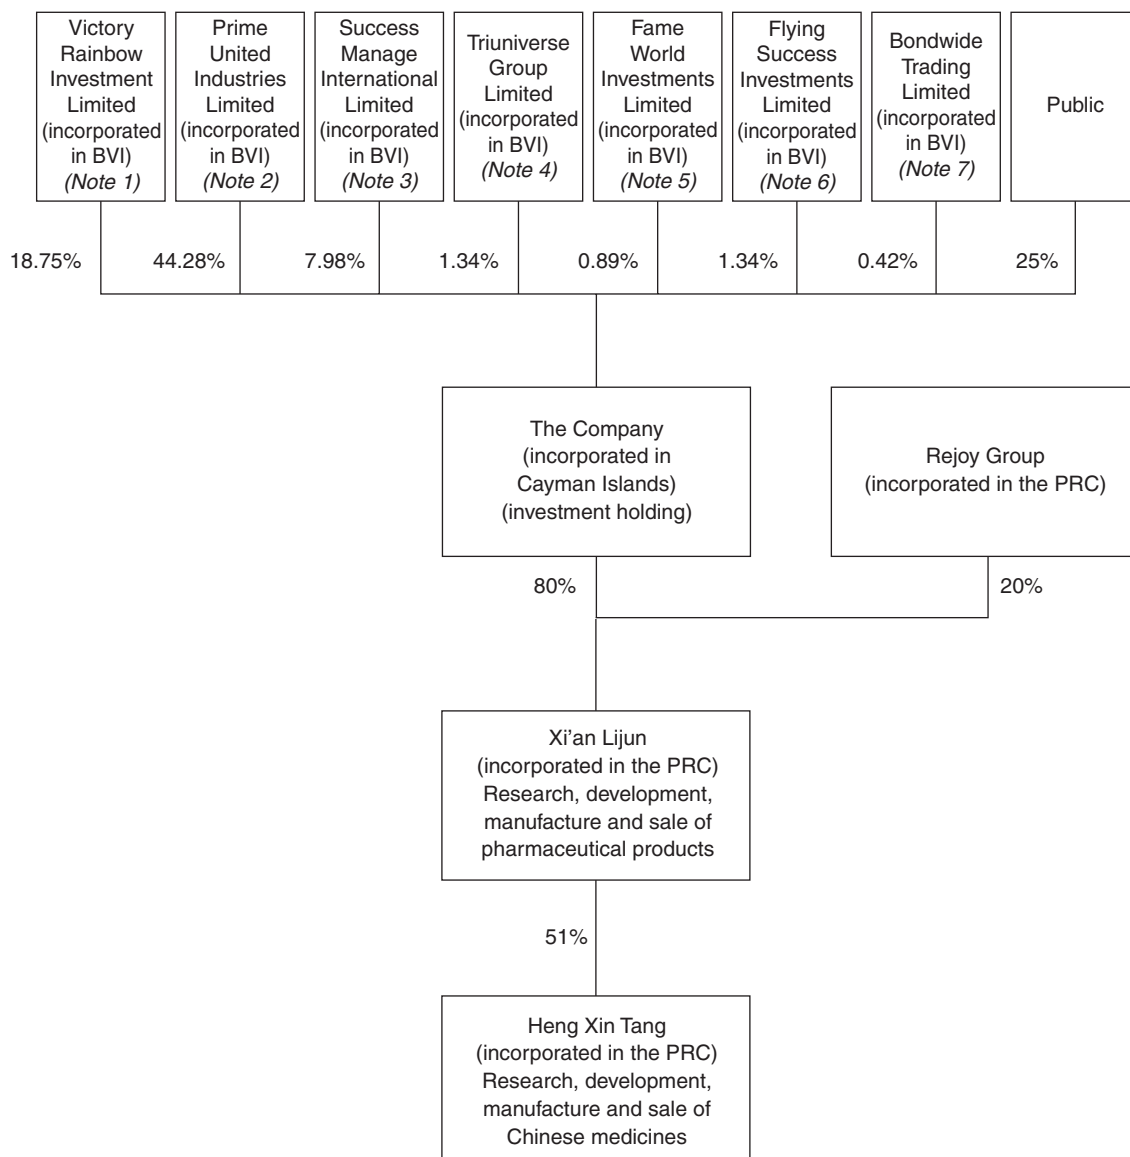 Victory
Rainbow
Investment
Limited
(incorporated
in BVI)
(Note 1)
Prime
United
Industries
Limited
(incorporated
in BVI)
(Note 2)
Success
Manage
International
Limited
(incorporated
in BVI)
(Note 3)
Triuniverse
Group
Limited
(incorporated
in BVI)
(Note 4)
Fame
World
Investments
Limited
(incorporated
in BVI)
(Note 5)
Flying
Success
Investments
Limited
(incorporated
in BVI)
(Note 6)
Bondwide
Trading
Limited
(incorporated
in BVI)
(Note 7)
Public
18.75%
44.28%
7.98%
1.34%
0.89%
1.34%
0.42%
25%
The Company
(incorporated in
Cayman Islands)
(investment holding)
Rejoy Group
(incorporated in the PRC)
80%
20%
Xi’an Lijun
(incorporated in the PRC)
Research, development,
manufacture and sale of
pharmaceutical products
51%
Heng Xin Tang
(incorporated in the PRC)
Research, development,
manufacture and sale of
Chinese medicines